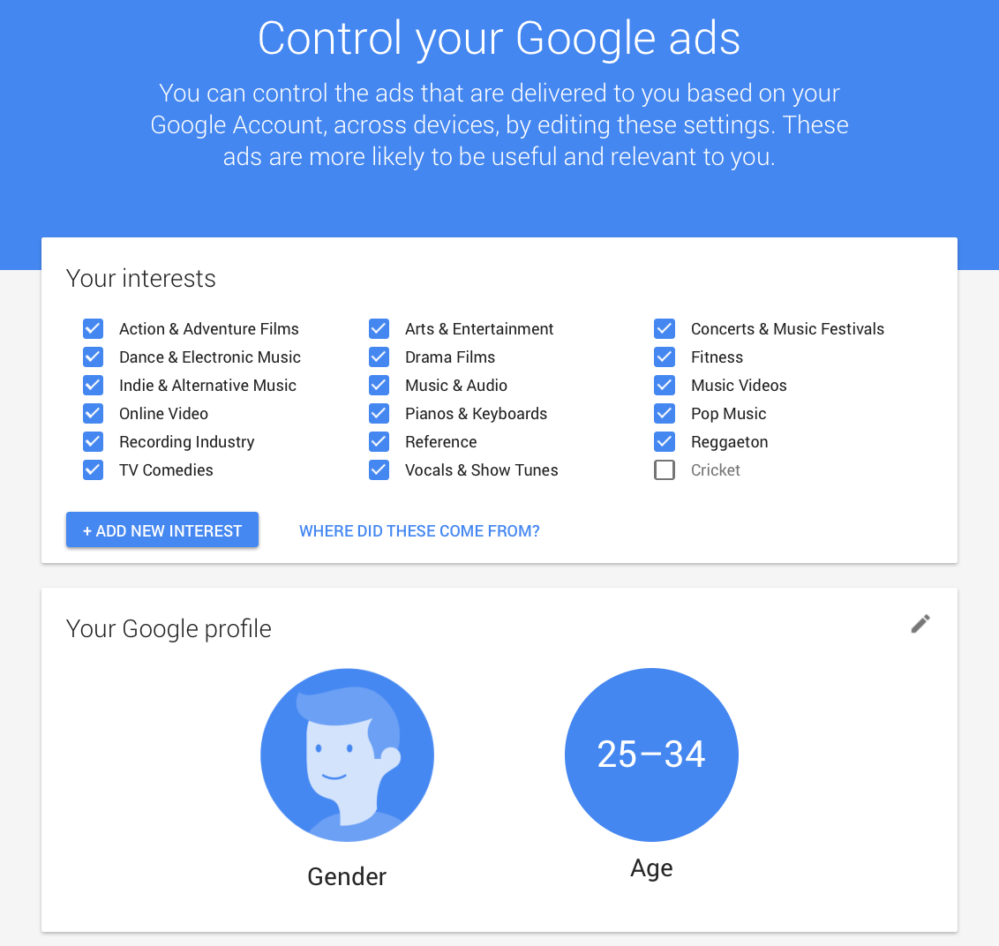 Control your Google ads
You can control the ads that are delivered to you based on your
Google Account, across devices, by editing these settings. These
ads are more likely to be useful and relevant to you.
Your interests
Action & Adventure Films
Arts & Entertainment
Concerts & Music Festivals
Dance & Electronic Music
Drama Films
Fitness
Indie & Alternative Music
Music & Audio
Music Videos
Online Video
Pianos & Keyboards
Pop Music
Recording Industry
Reference
Reggaeton
TV Comedies
Vocals & Show Tunes
Cricket
+ ADD NEW INTEREST
WHERE DID THESE COME FROM?
Your Google profile
25–34
Gender
Age